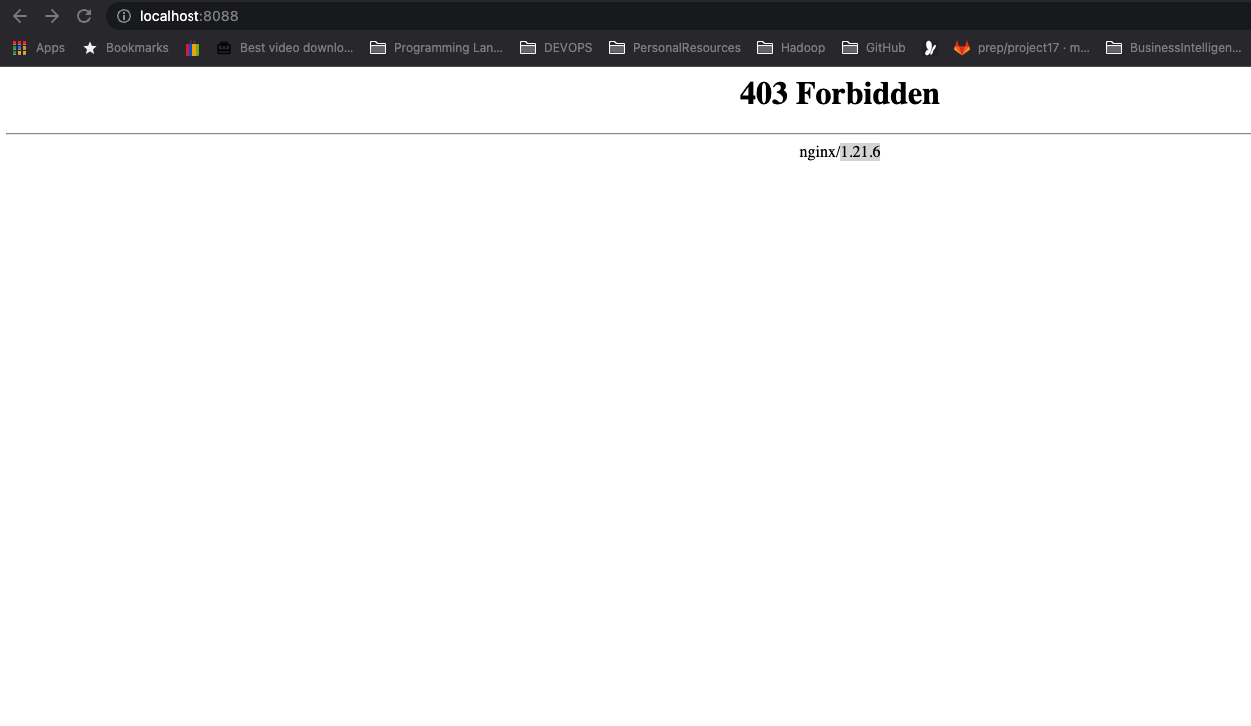 localhost:8088
Apps Bookmarks Best video downlo... Programming Lan... DEVOPS PersonalResources Hadoop GitHub prep/project17 · m... BusinessIntelligen...
403 Forbidden
nginx/1.21.6